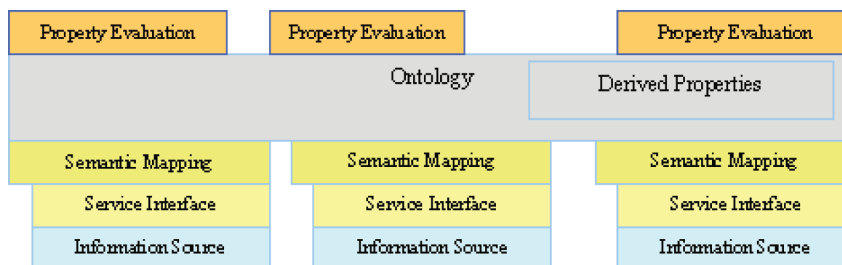 Property Evaluation
Property Evaluation
Property Evaluation
Ontology
Derived Properties
Semantic Mapping
Semantic Mapping
Semantic Mapping
Service Interface
Service Interface
Service Interface
Information Source
Information Source
Information Source